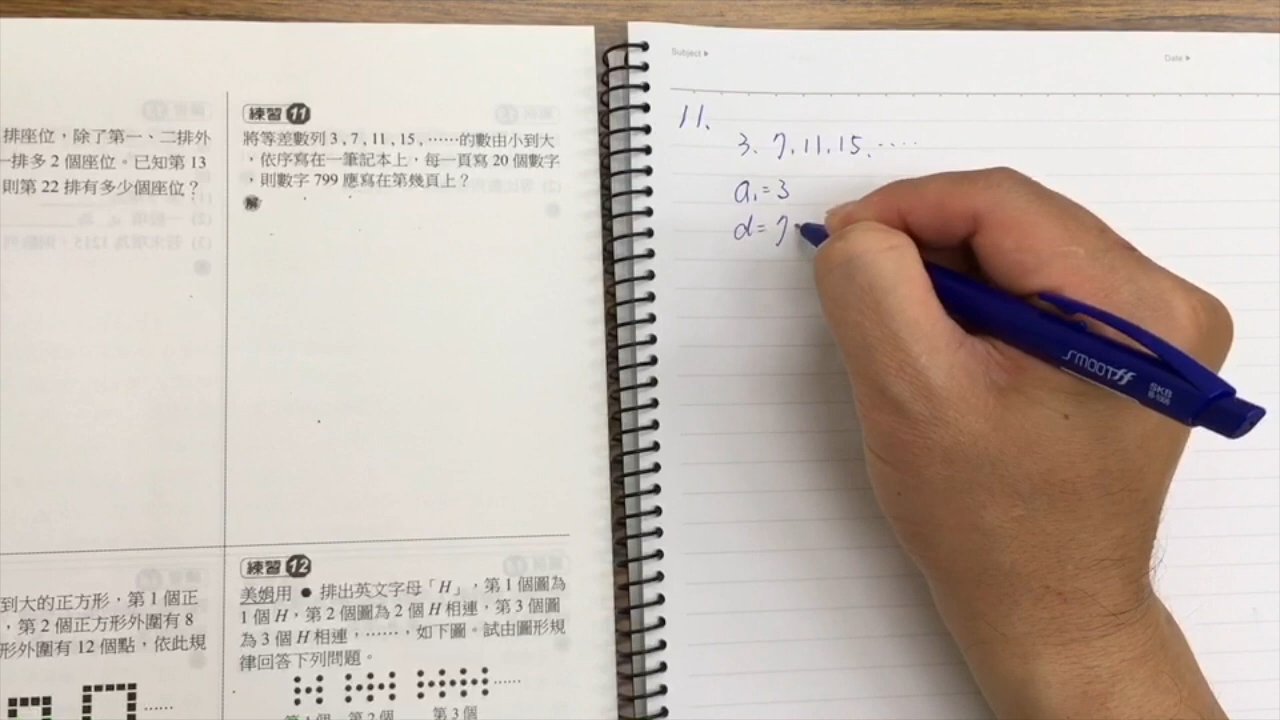 排座位，除了第一、二排外
一排多 2 個座位。已知第 13
則第 22 排有多少個座位？
練習 11
將等差數列 3 , 7 , 11 , 15 , ⋯⋯的數由小到大
，依序寫在一筆記本上，每一頁寫 20 個數字
，則數字 799 應寫在第幾頁上？
解
到大的正方形，第 1 個正
，第 2 個正方形外圍有 8
形外圍有 12 個點，依此規
⋯⋯
練習 12
美娟用 ● 排出英文字母「H」，第 1 個圖為
1 個 H，第 2 個圖為 2 個 H 相連，第 3 個圖
為 3 個 H 相連，⋯⋯，如下圖。試由圖形規
律回答下列問題。
⋯⋯
第 1 個 第 2 個 第 3 個
Subject ▶ Date ▶
11.
3. 7. 11. 15. ⋯⋯
a₁ = 3
d = 7
SMOOTff
SKB